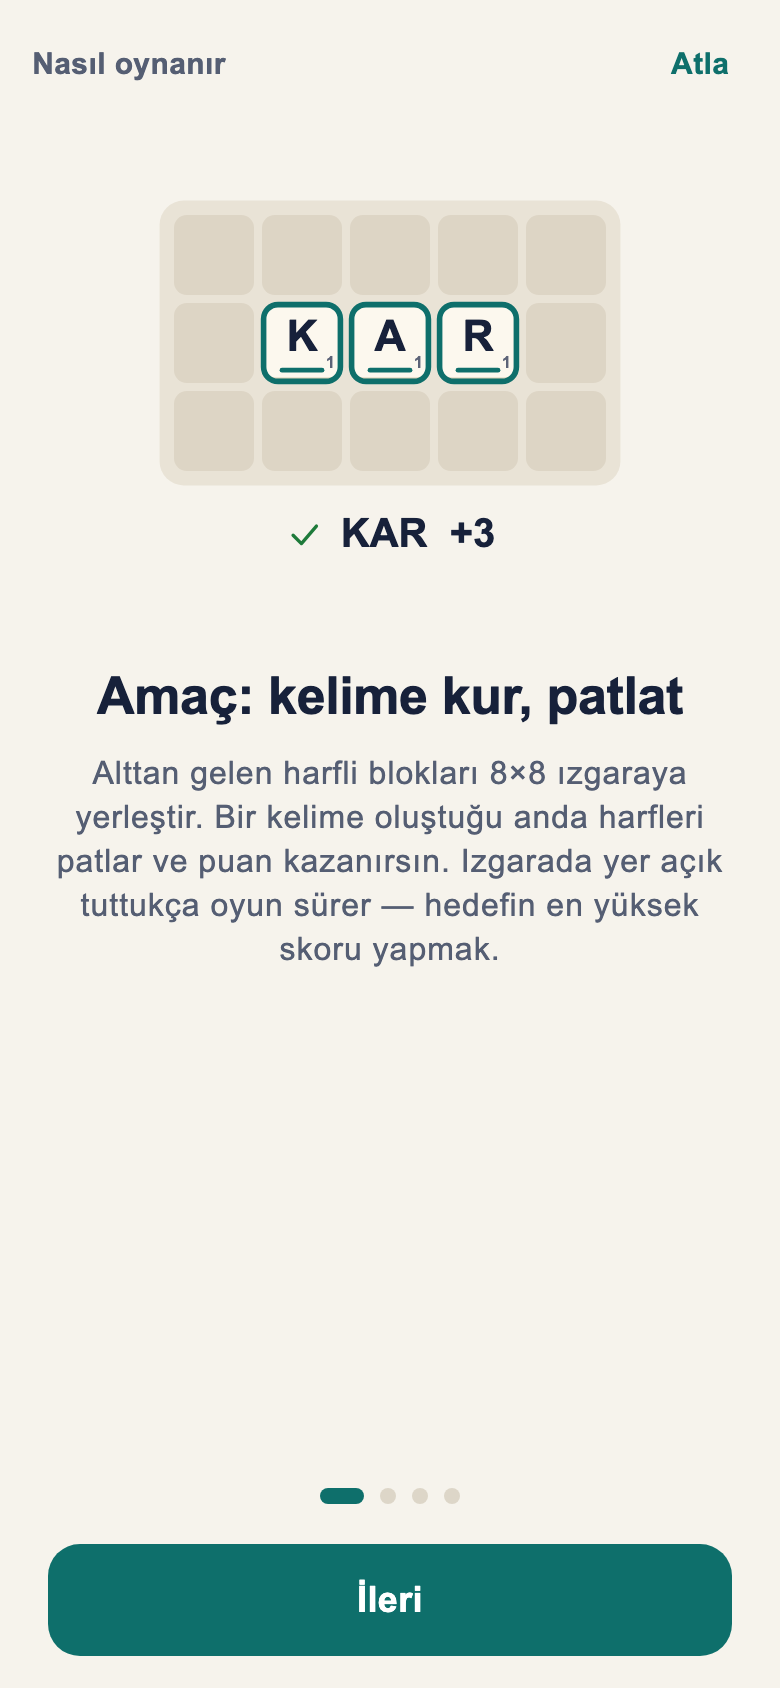 Nasıl oynanır
Atla
K 1 A 1 R 1
KAR +3
Amaç: kelime kur, patlat
Alttan gelen harfli blokları 8×8 ızgaraya
yerleştir. Bir kelime oluştuğu anda harfleri
patlar ve puan kazanırsın. Izgarada yer açık
tuttukça oyun sürer — hedefin en yüksek
skoru yapmak.
İleri